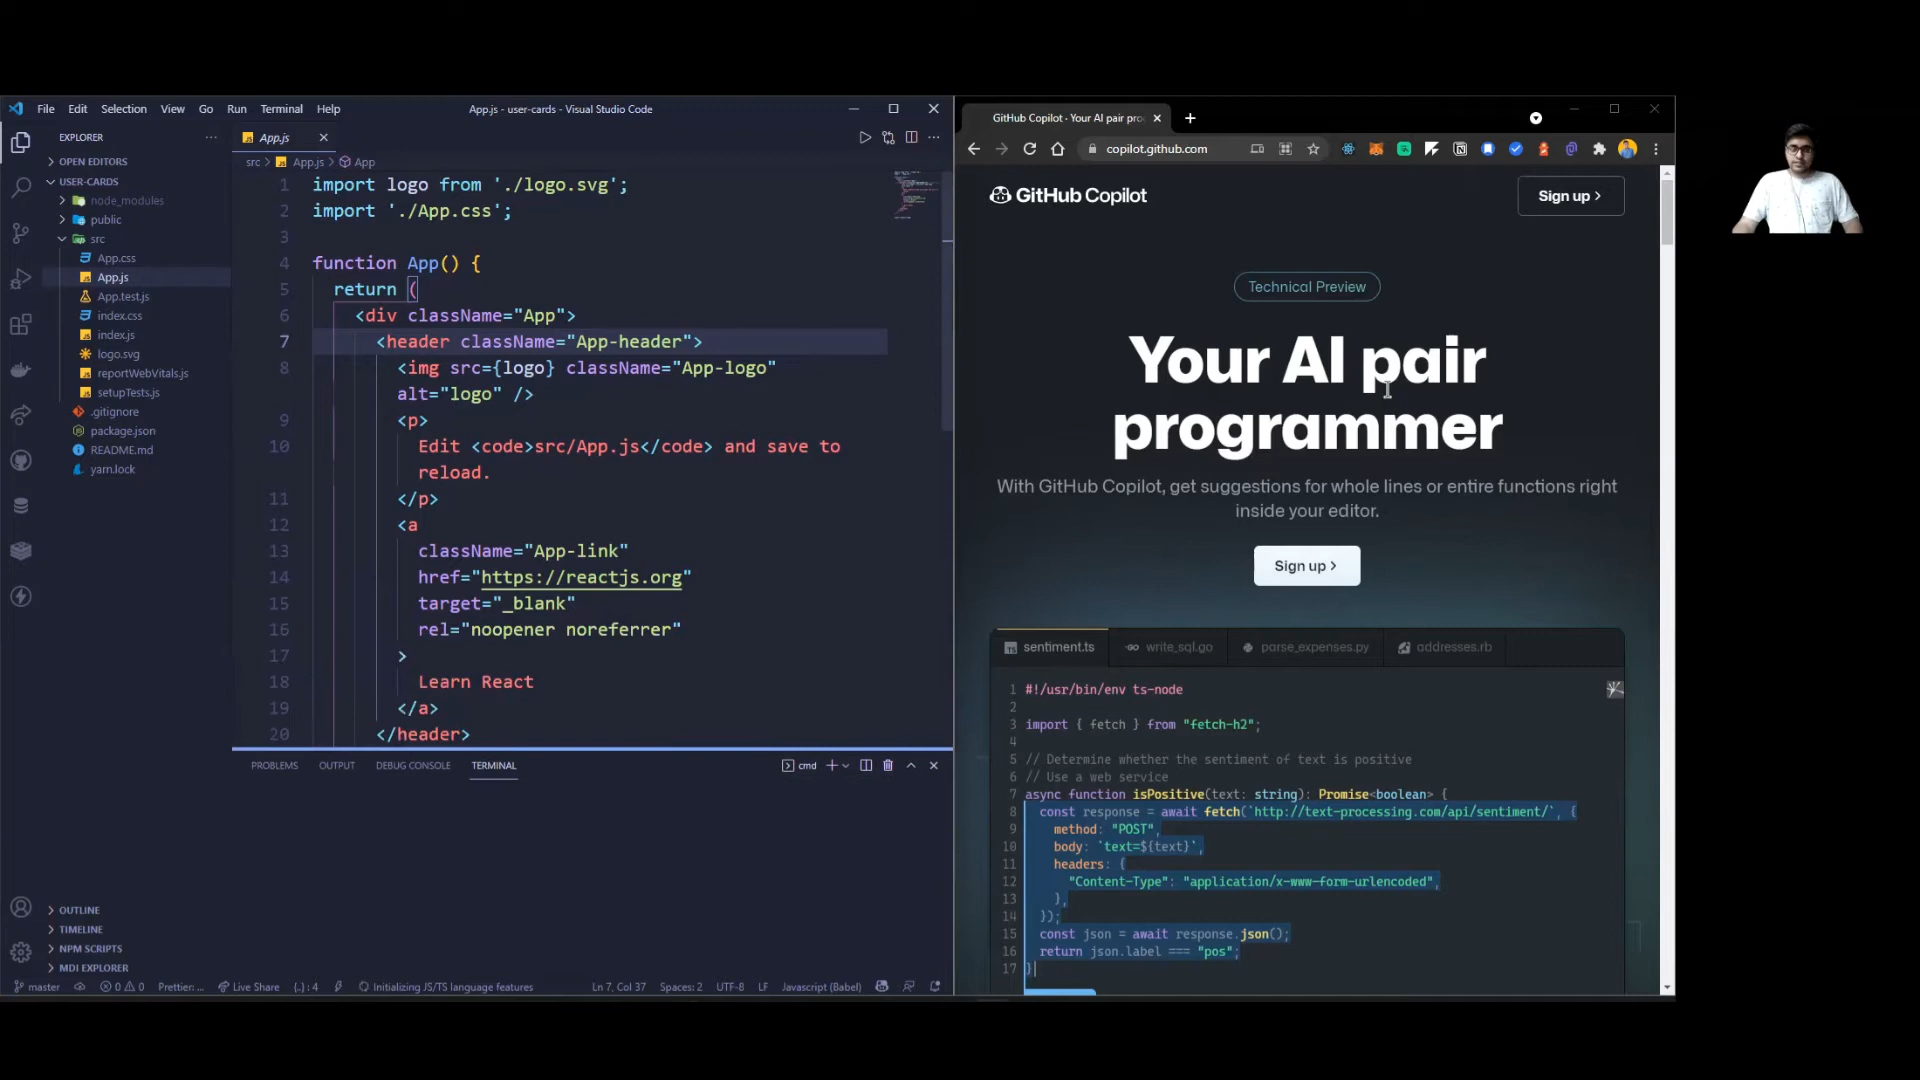 File Edit Selection View Go Run Terminal Help
App.js - user-cards - Visual Studio Code
EXPLORER
OPEN EDITORS
USER-CARDS
node_modules
public
src
App.css
App.js
App.test.js
index.css
index.js
logo.svg
reportWebVitals.js
setupTests.js
.gitignore
package.json
README.md
yarn.lock
OUTLINE
TIMELINE
NPM SCRIPTS
MDI EXPLORER
App.js
src > App.js > App
1 import logo from './logo.svg';
2 import './App.css';
3
4 function App() {
5 return (
6 <div className="App">
7 <header className="App-header">
8 <img src={logo} className="App-logo"
alt="logo" />
9 <p>
10 Edit <code>src/App.js</code> and save to
reload.
11 </p>
12 <a
13 className="App-link"
14 href="https://reactjs.org"
15 target="_blank"
16 rel="noopener noreferrer"
17 >
18 Learn React
19 </a>
20 </header>
PROBLEMS OUTPUT DEBUG CONSOLE TERMINAL
cmd
master 0 0 Prettier: ... Live Share {..} : 4 Initializing JS/TS language features Ln 7, Col 37 Spaces: 2 UTF-8 LF Javascript (Babel)
GitHub Copilot · Your AI pair pro
copilot.github.com
GitHub Copilot
Sign up >
Technical Preview
Your AI pair
programmer
With GitHub Copilot, get suggestions for whole lines or entire functions right
inside your editor.
Sign up >
sentiment.ts write_sql.go parse_expenses.py addresses.rb
1 #!/usr/bin/env ts-node
2
3 import { fetch } from "fetch-h2";
4
5 // Determine whether the sentiment of text is positive
6 // Use a web service
7 async function isPositive(text: string): Promise<boolean> {
8 const response = await fetch(`http://text-processing.com/api/sentiment/`, {
9 method: "POST",
10 body: `text=${text}`,
11 headers: {
12 "Content-Type": "application/x-www-form-urlencoded",
13 },
14 });
15 const json = await response.json();
16 return json.label === "pos";
17 }